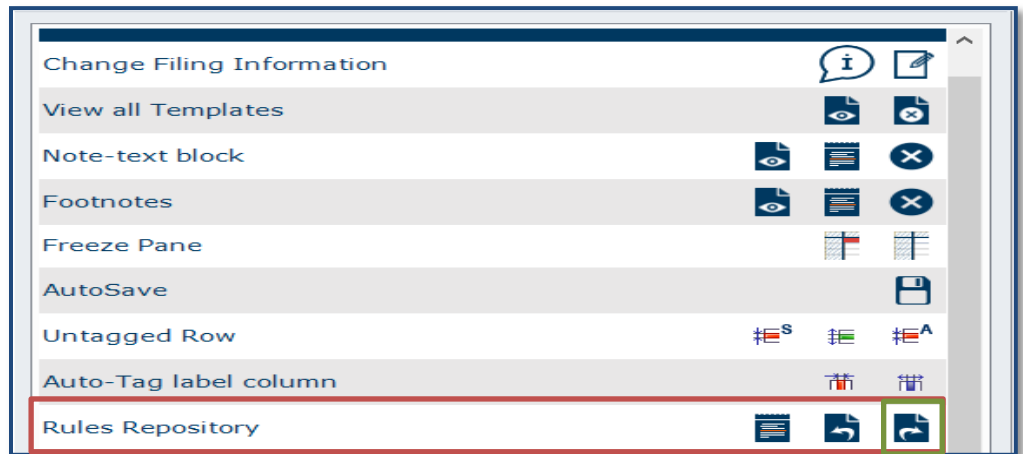 Change Filing Information i
View all Templates
Note-text block
Footnotes
Freeze Pane
AutoSave
Untagged Row S A
Auto-Tag label column
Rules Repository